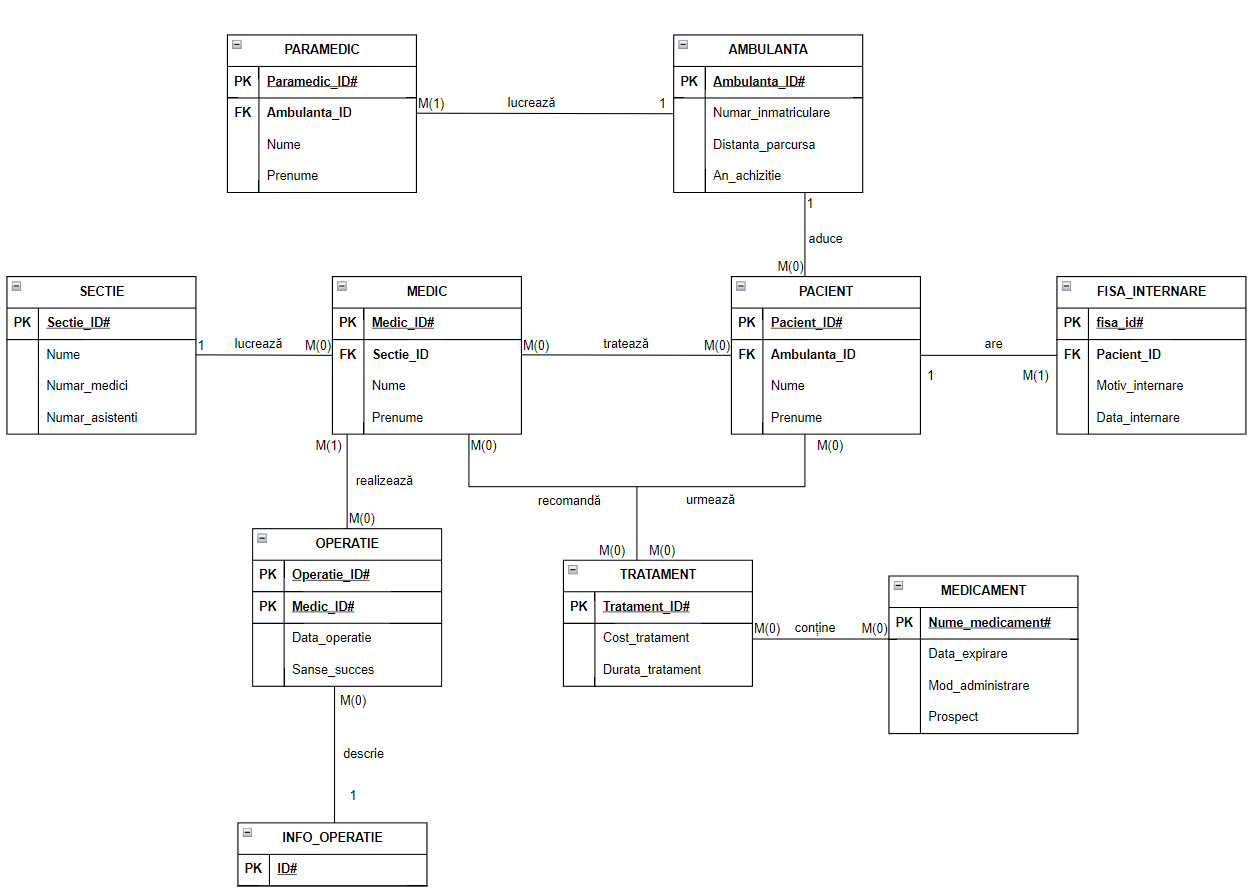 PARAMEDIC
PK Paramedic_ID#
FK Ambulanta_ID
Nume
Prenume
M(1) lucrează 1
AMBULANTA
PK Ambulanta_ID#
Numar_inmatriculare
Distanta_parcursa
An_achizitie
1
aduce
M(0)
SECTIE
PK Sectie_ID#
Nume
Numar_medici
Numar_asistenti
1 lucrează M(0)
MEDIC
PK Medic_ID#
FK Sectie_ID
Nume
Prenume
M(0) tratează M(0)
PACIENT
PK Pacient_ID#
FK Ambulanta_ID
Nume
Prenume
are
1 M(1)
FISA_INTERNARE
PK fisa_id#
FK Pacient_ID
Motiv_internare
Data_internare
M(1)
realizează
M(0)
M(0)
recomandă
M(0)
urmează
M(0) M(0)
OPERATIE
PK Operatie_ID#
PK Medic_ID#
Data_operatie
Sanse_succes
TRATAMENT
PK Tratament_ID#
Cost_tratament
Durata_tratament
M(0) conține M(0)
MEDICAMENT
PK Nume_medicament#
Data_expirare
Mod_administrare
Prospect
M(0)
descrie
1
INFO_OPERATIE
PK ID#